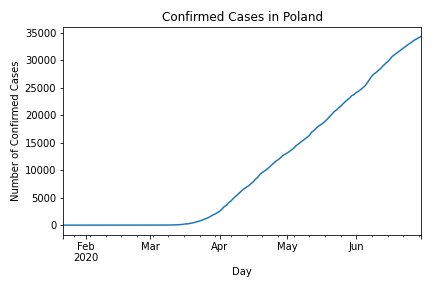 Confirmed Cases in Poland
35000
30000
25000
20000
15000
10000
5000
0
Number of Confirmed Cases
Feb
2020
Mar
Apr
May
Jun
Day